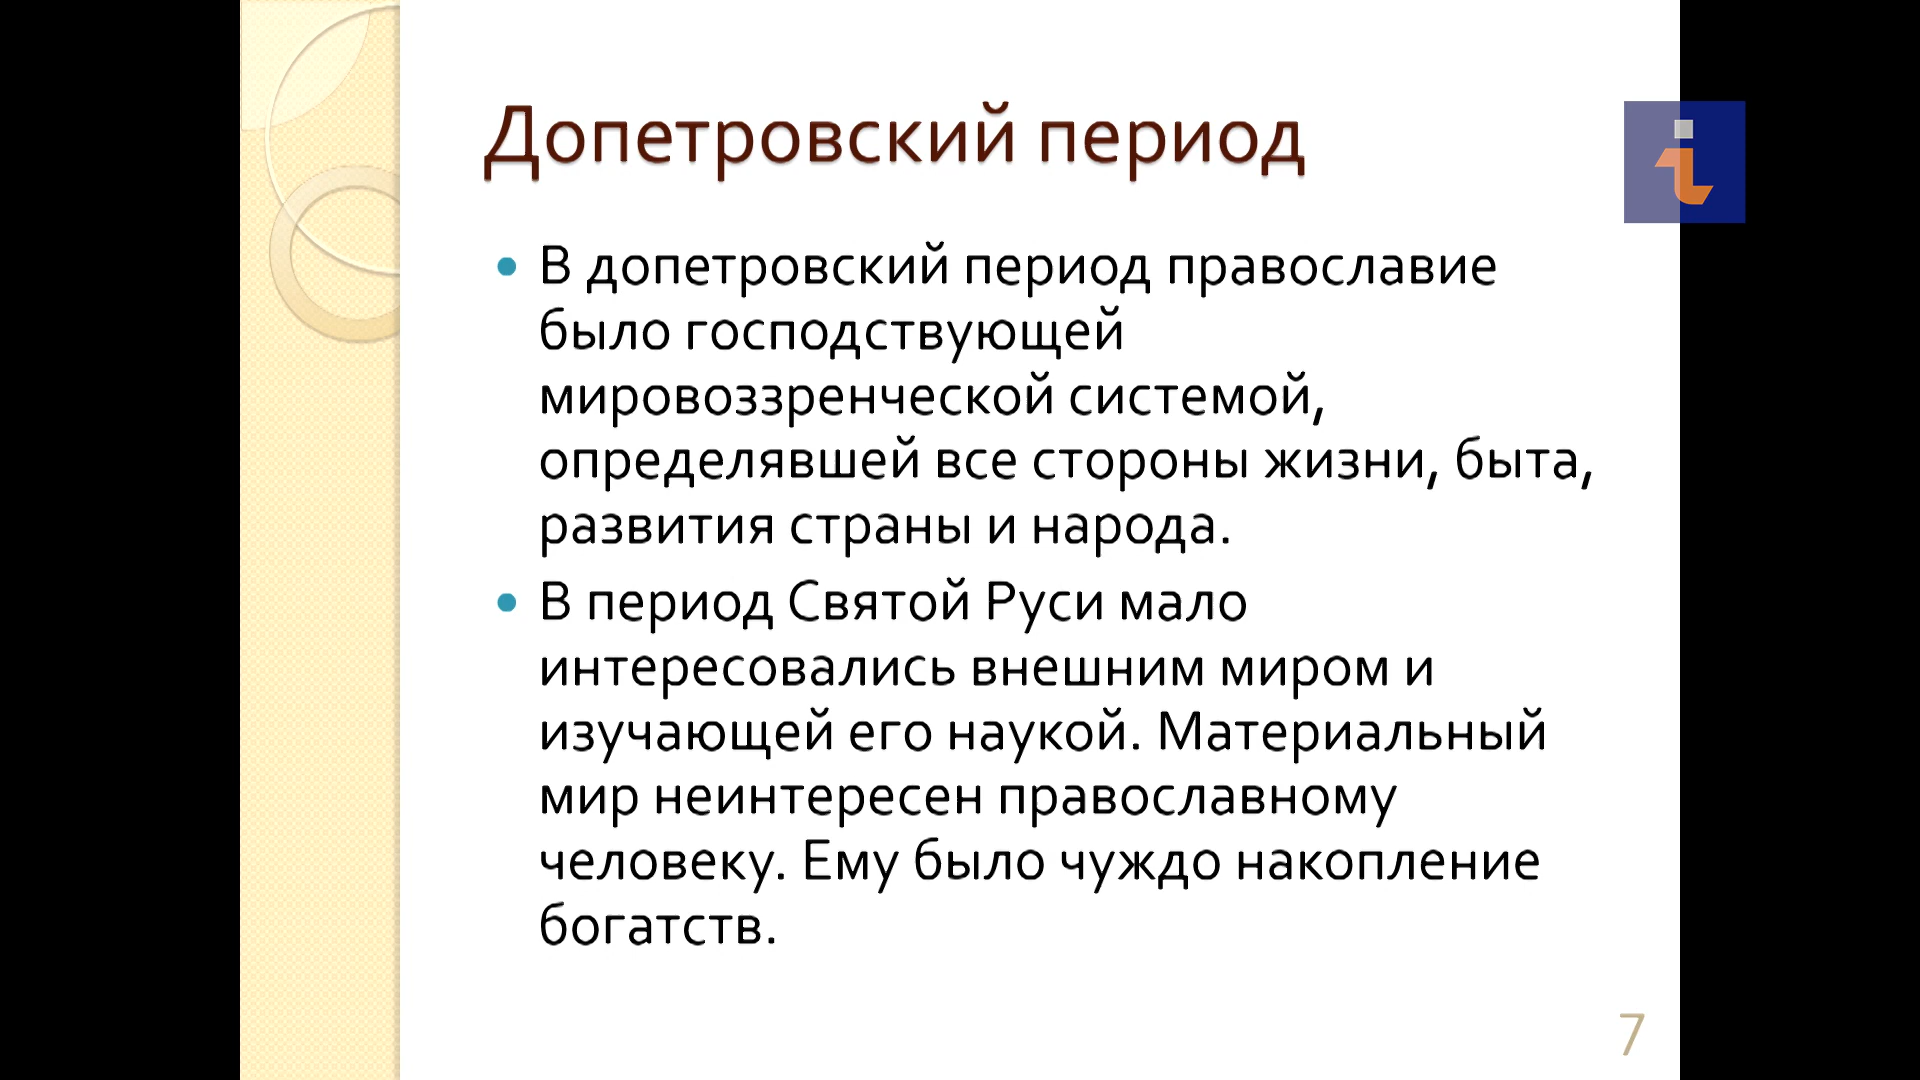 Допетровский период
• В допетровский период православие
было господствующей
мировоззренческой системой,
определявшей все стороны жизни, быта,
развития страны и народа.
• В период Святой Руси мало
интересовались внешним миром и
изучающей его наукой. Материальный
мир неинтересен православному
человеку. Ему было чуждо накопление
богатств.
7